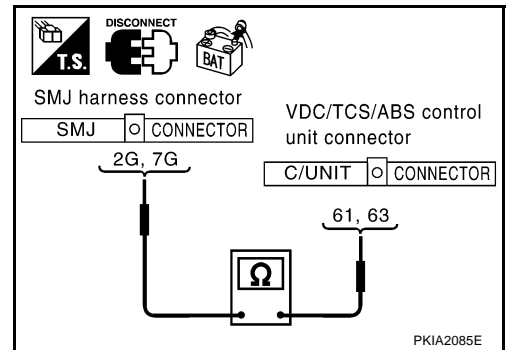 DISCONNECT
T.S.
BAT
SMJ harness connector
SMJ CONNECTOR
2G, 7G
VDC/TCS/ABS control
unit connector
C/UNIT CONNECTOR
61, 63
Ω
PKIA2085E